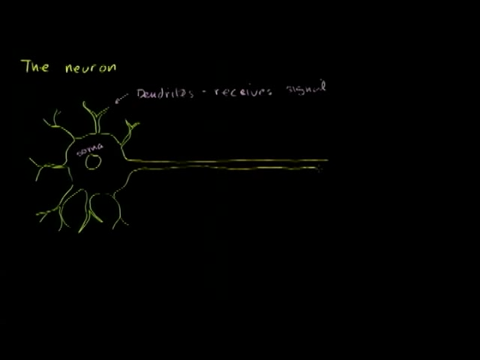 The neuron
Dendrites - receives signal
soma